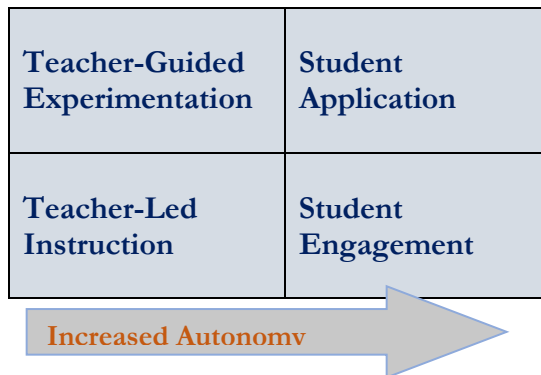 Teacher-Guided
Experimentation
Student
Application
Teacher-Led
Instruction
Student
Engagement
Increased Autonomy